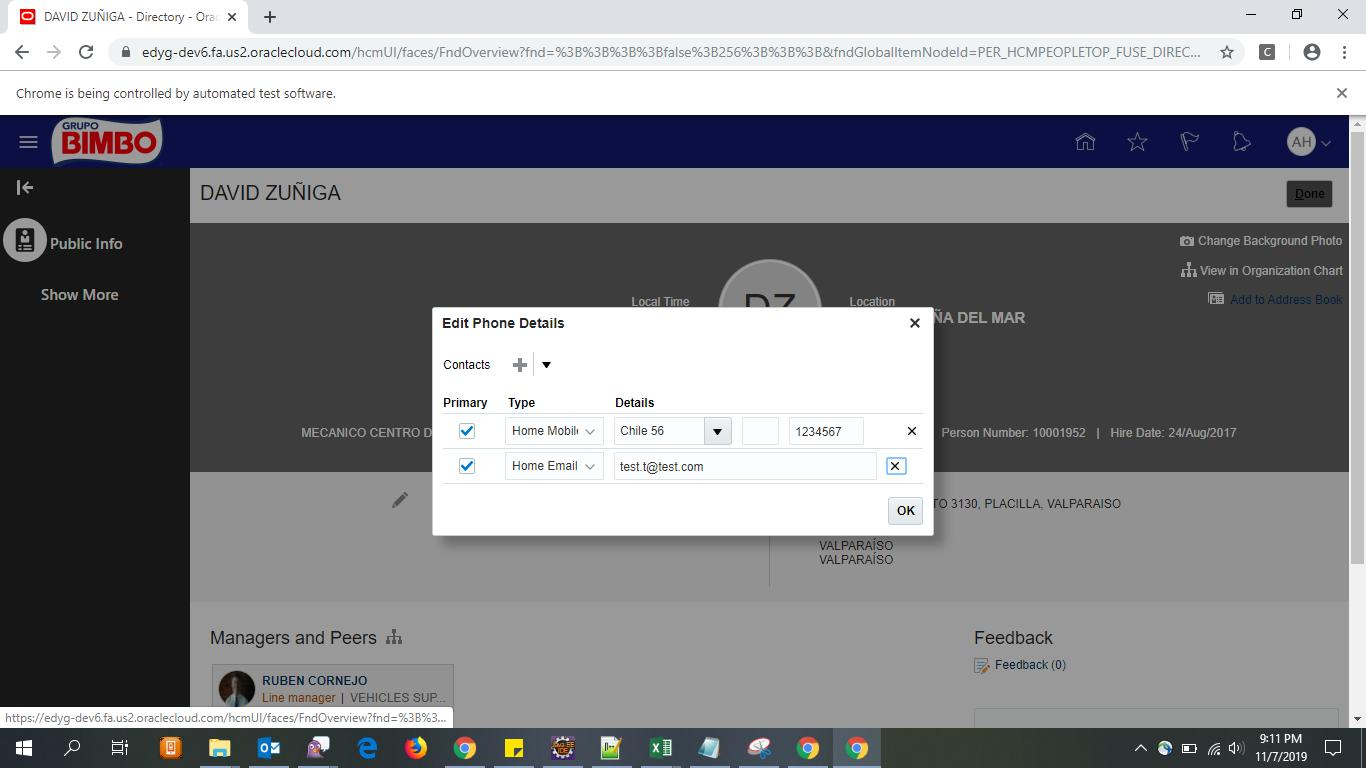 DAVID ZUÑIGA - Directory - Orac
edyg-dev6.fa.us2.oraclecloud.com/hcmUI/faces/FndOverview?fnd=%3B%3B%3B%3Bfalse%3B256%3B%3B%3B&fndGlobalItemNodeId=PER_HCMPEOPLETOP_FUSE_DIREC...
C
Chrome is being controlled by automated test software.
GRUPO
BIMBO
AH
DAVID ZUÑIGA
Done
Public Info
Show More
Change Background Photo
View in Organization Chart
Add to Address Book
Local Time
DZ
Location
ÑA DEL MAR
MECANICO CENTRO D
Person Number: 10001952 | Hire Date: 24/Aug/2017
Edit Phone Details
Contacts
Primary Type Details
Home Mobile Chile 56 1234567
Home Email test.t@test.com
OK
TO 3130, PLACILLA, VALPARAISO
VALPARAÍSO
VALPARAÍSO
Managers and Peers
RUBEN CORNEJO
Line manager | VEHICLES SUP...
Feedback
Feedback (0)
https://edyg-dev6.fa.us2.oraclecloud.com/hcmUI/faces/FndOverview?fnd=%3B%3...
9:11 PM
11/7/2019